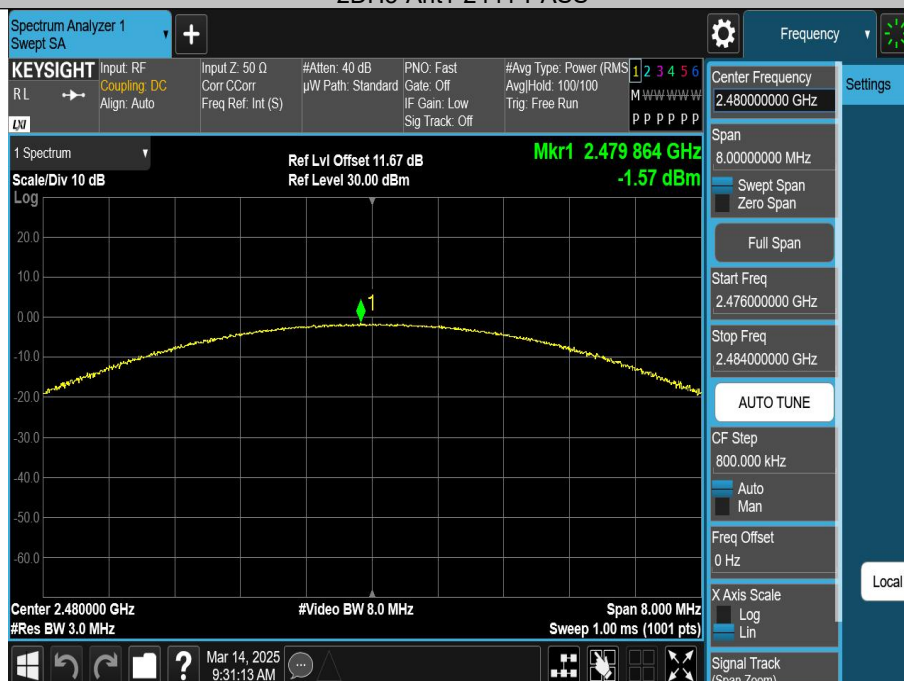 Spectrum Analyzer 1
Swept SA
Frequency
KEYSIGHT
RL
LXI
Input: RF
Coupling: DC
Align: Auto
Input Z: 50 Ω
Corr CCorr
Freq Ref: Int (S)
#Atten: 40 dB
µW Path: Standard
PNO: Fast
Gate: Off
IF Gain: Low
Sig Track: Off
#Avg Type: Power (RMS
Avg|Hold: 100/100
Trig: Free Run
1 2 3 4 5 6
M W W W W W
P P P P P P
1 Spectrum
Scale/Div 10 dB
Log
Ref Lvl Offset 11.67 dB
Ref Level 30.00 dBm
Mkr1 2.479 864 GHz
-1.57 dBm
20.0
10.0
0.00
-10.0
-20.0
-30.0
-40.0
-50.0
-60.0
1
Center 2.480000 GHz
#Res BW 3.0 MHz
#Video BW 8.0 MHz
Span 8.000 MHz
Sweep 1.00 ms (1001 pts)
Mar 14, 2025
9:31:13 AM
?
Center Frequency
2.480000000 GHz
Span
8.00000000 MHz
Swept Span
Zero Span
Full Span
Start Freq
2.476000000 GHz
Stop Freq
2.484000000 GHz
AUTO TUNE
CF Step
800.000 kHz
Auto
Man
Freq Offset
0 Hz
X Axis Scale
Log
Lin
Signal Track
(Span Zoom)
Settings
Local